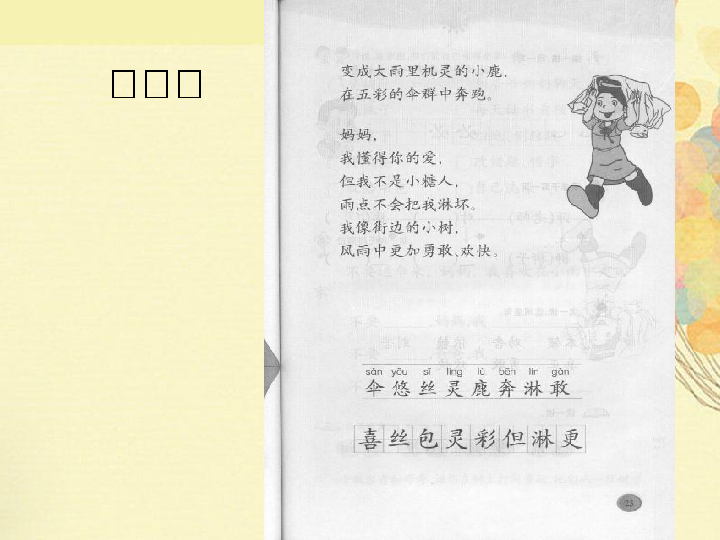 变成大雨里机灵的小鹿，
在五彩的伞群中奔跑。
妈妈，
我懂得你的爱，
但我不是小糖人，
雨点不会把我淋坏。
我像街边的小树，
风雨中更加勇敢、欢快。
sǎn yōu sī líng lù bēn lín gǎn
伞 悠 丝 灵 鹿 奔 淋 敢
喜 丝 包 灵 彩 但 淋 更
23